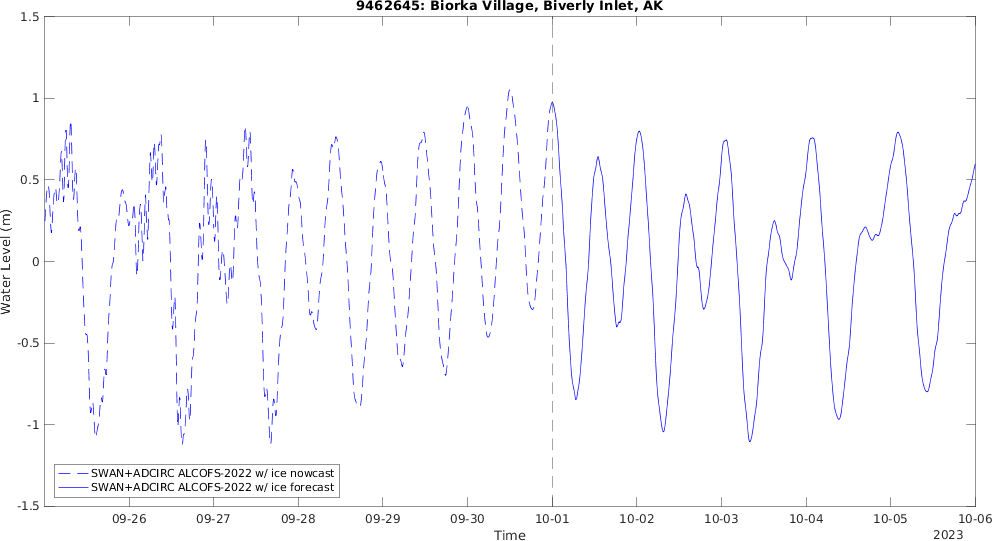 9462645: Biorka Village, Biverly Inlet, AK
1.5
1
0.5
0
-0.5
-1
-1.5
Water Level (m)
SWAN+ADCIRC ALCOFS-2022 w/ ice nowcast
SWAN+ADCIRC ALCOFS-2022 w/ ice forecast
09-26 09-27 09-28 09-29 09-30 10-01 10-02 10-03 10-04 10-05 10-06
Time
2023